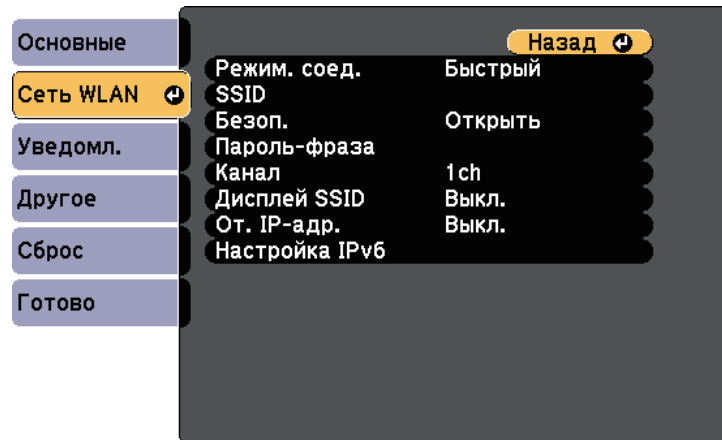 Основные
Сеть WLAN
Уведомл.
Другое
Сброс
Готово
Назад
Режим. соед. Быстрый
SSID
Безоп. Открыть
Пароль-фраза
Канал 1ch
Дисплей SSID Выкл.
От. IP-адр. Выкл.
Настройка IPv6